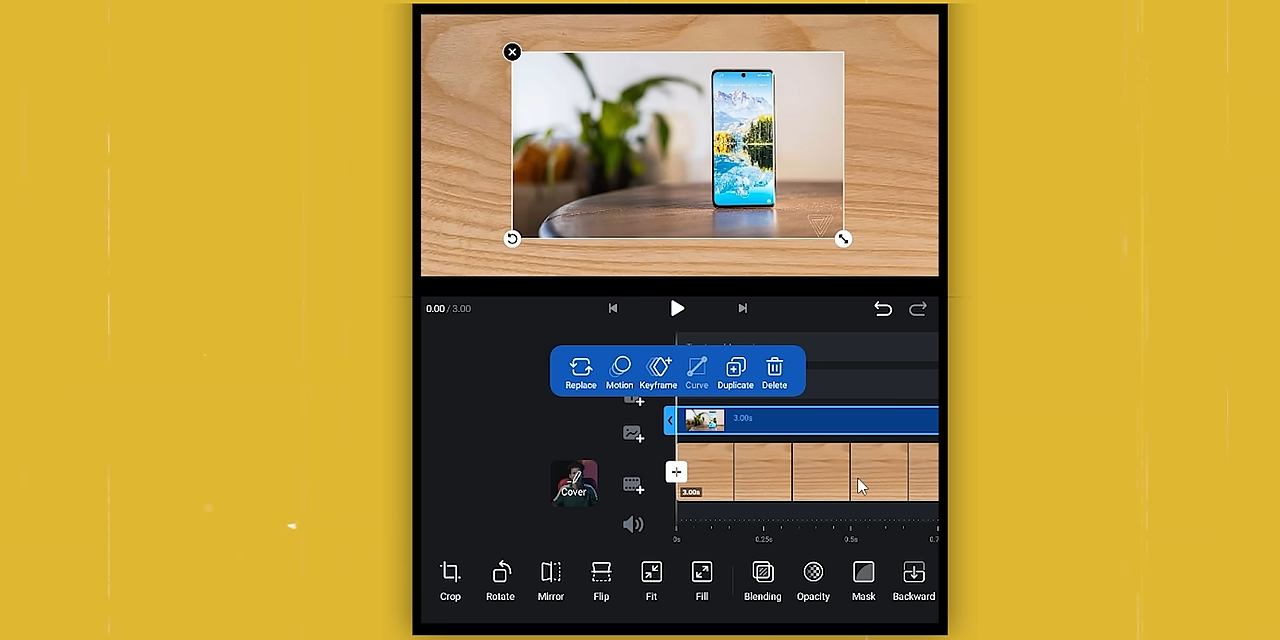 0.00 / 3.00
Replace Motion Keyframe Curve Duplicate Delete
3.00s
Cover
3.00s
0s 0.25s 0.5s
Crop Rotate Mirror Flip Fit Fill Blending Opacity Mask Backward